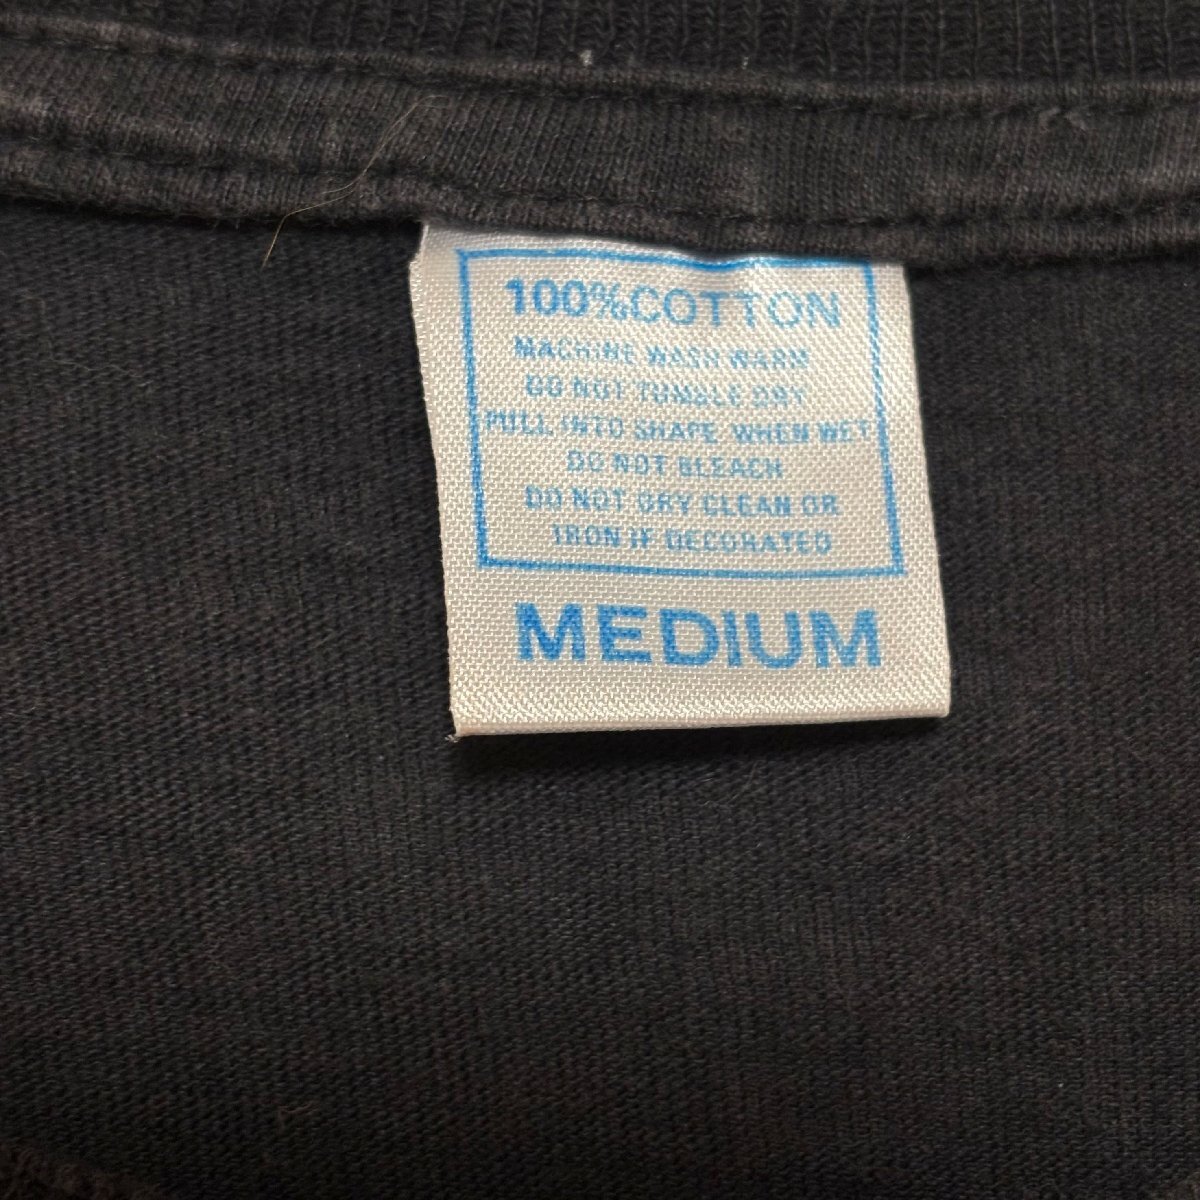 100%COTTON
MACHINE WASH WARM
DO NOT TUMBLE DRY
PULL INTO SHAPE WHEN WET
DO NOT BLEACH
DO NOT DRY CLEAN OR
IRON IF DECORATED
MEDIUM